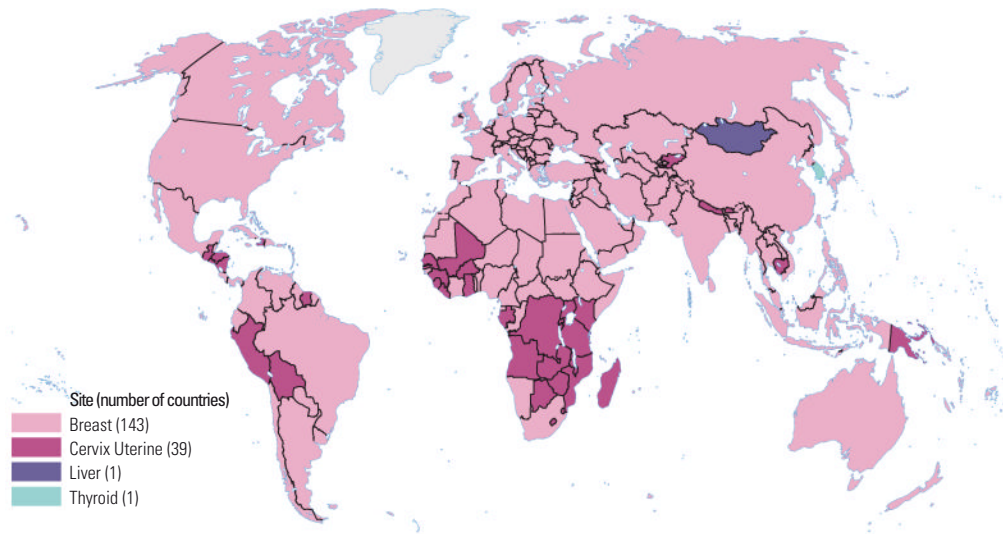 Site (number of countries)
Breast (143)
Cervix Uterine (39)
Liver (1)
Thyroid (1)